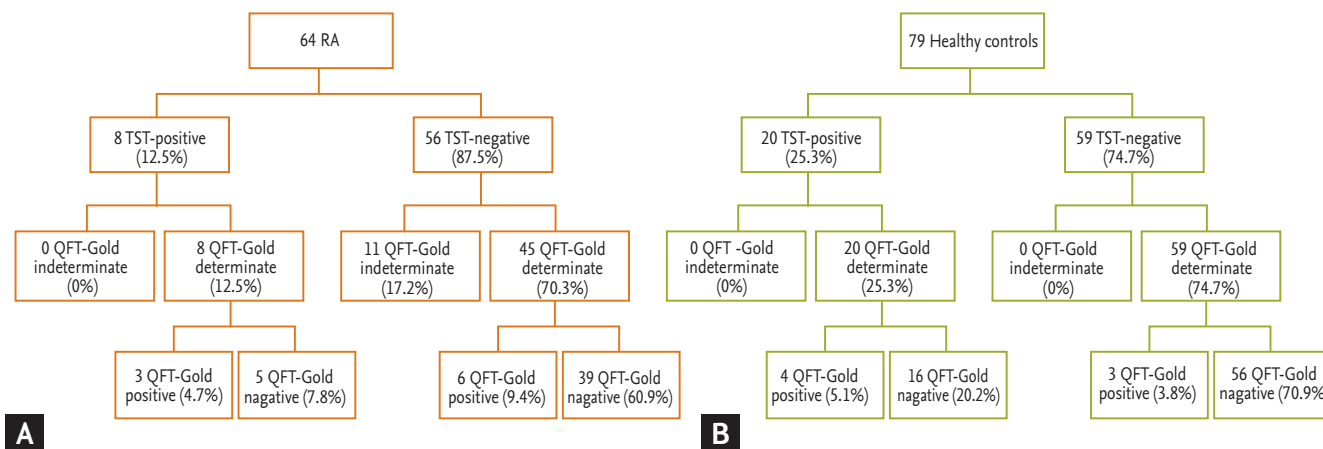 64 RA
8 TST-positive
(12.5%)
56 TST-negative
(87.5%)
0 QFT-Gold
indeterminate
(0%)
8 QFT-Gold
determinate
(12.5%)
11 QFT-Gold
indeterminate
(17.2%)
45 QFT-Gold
determinate
(70.3%)
3 QFT-Gold
positive (4.7%)
5 QFT-Gold
nagative (7.8%)
6 QFT-Gold
positive (9.4%)
39 QFT-Gold
nagative (60.9%)
A
79 Healthy controls
20 TST-positive
(25.3%)
59 TST-negative
(74.7%)
0 QFT -Gold
indeterminate
(0%)
20 QFT-Gold
determinate
(25.3%)
0 QFT-Gold
indeterminate
(0%)
59 QFT-Gold
determinate
(74.7%)
4 QFT-Gold
positive (5.1%)
16 QFT-Gold
nagative (20.2%)
3 QFT-Gold
positive (3.8%)
56 QFT-Gold
nagative (70.9%
B